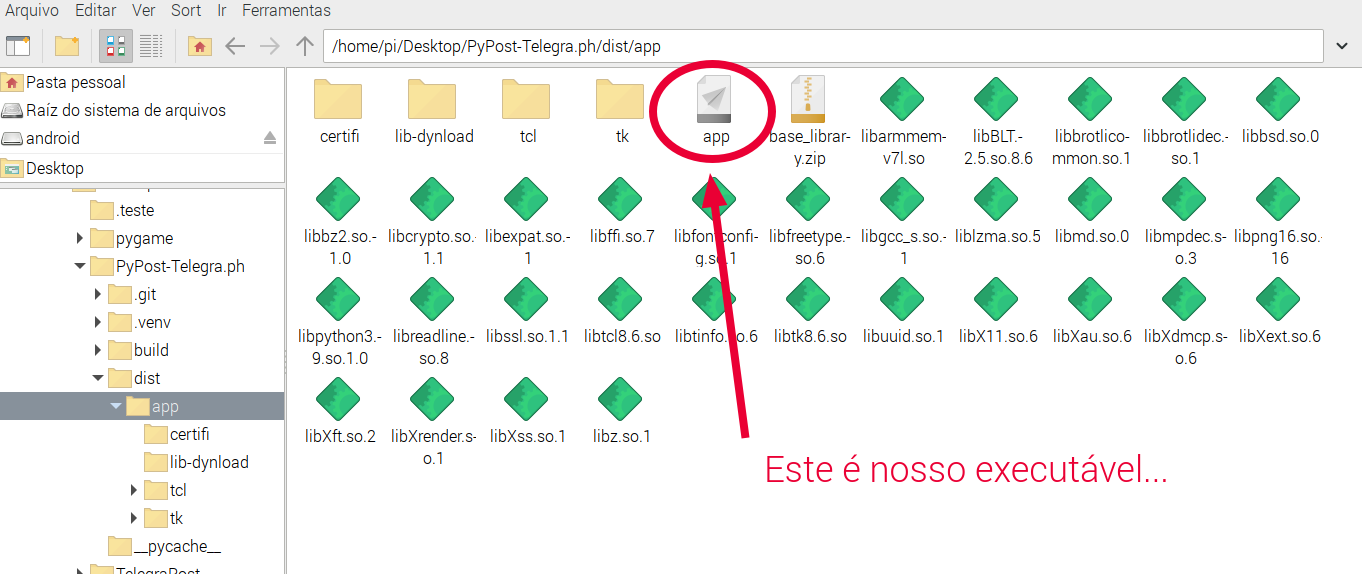 Arquivo Editar Ver Sort Ir Ferramentas
/home/pi/Desktop/PyPost-Telegra.ph/dist/app
Pasta pessoal
Raíz do sistema de arquivos
android
Desktop
.teste
pygame
PyPost-Telegra.ph
.git
.venv
build
dist
app
certifi
lib-dynload
tcl
tk
__pycache__
TelegraPost
certifi lib-dynload tcl tk app base_librar- libarmmem- libBLT.- libbrotlico- libbrotlidec.- libbsd.so.0
y.zip v7l.so 2.5.so.8.6 mmon.so.1 so.1
libbz2.so.- libcrypto.so.- libexpat.so.- libffi.so.7 libfontconfi- libfreetype.- libgcc_s.so.- liblzma.so.5 libmd.so.0 libmpdec.s- libpng16.so.-
1.0 1.1 1 g.so.1 so.6 1 o.3 16
libpython3.- libreadline.- libssl.so.1.1 libtcl8.6.so libtinfo.so.6 libtk8.6.so libuuid.so.1 libX11.so.6 libXau.so.6 libXdmcp.s- libXext.so.6
9.so.1.0 so.8 o.6
libXft.so.2 libXrender.s- libXss.so.1 libz.so.1
o.1
Este é nosso executável...